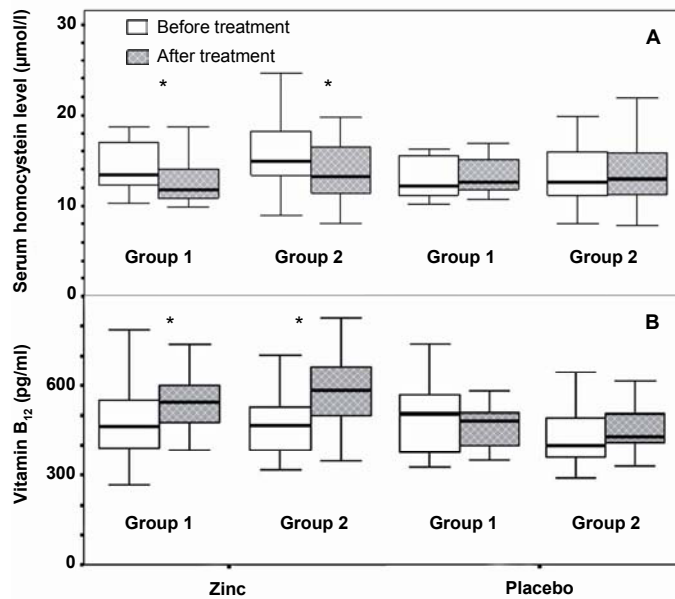 Before treatment
After treatment
A
* *
Serum homocystein level (µmol/l)
30
20
10
0
Group 1 Group 2 Group 1 Group 2
B
* *
Vitamin B12 (pg/ml)
600
300
0
Group 1 Group 2 Group 1 Group 2
Zinc Placebo